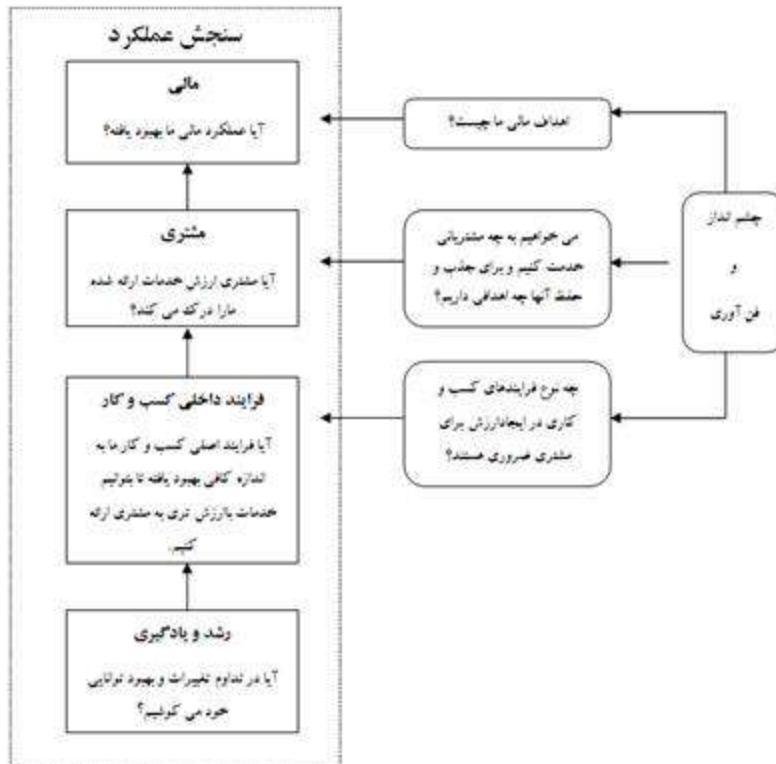 سنجش عملکرد
مالی
آیا عملکرد مالی ما بهبود یافته؟
اهداف مالی ما چیست؟
چشم انداز
و
فن آوری
مشتری
آیا مشتری ارزش خدمات ارائه شده
مارا درک می کند؟
می خواهیم به چه مشتریانی
خدمت کنیم و برای جذب و
حفظ آنها چه اهدافی داریم؟
فرایند داخلی کسب و کار
آیا فرایند اصلی کسب و کار ما به
اندازه کافی بهبود یافته تا بتوانیم
خدمات باارزش تری به مشتری ارائه
کنیم.
چه نوع فرایندهای کسب و
کاری در ایجادارزش برای
مشتری ضروری هستند؟
رشد و یادگیری
آیا در تداوم تغییرات و بهبود توانایی
خود می کوشیم؟